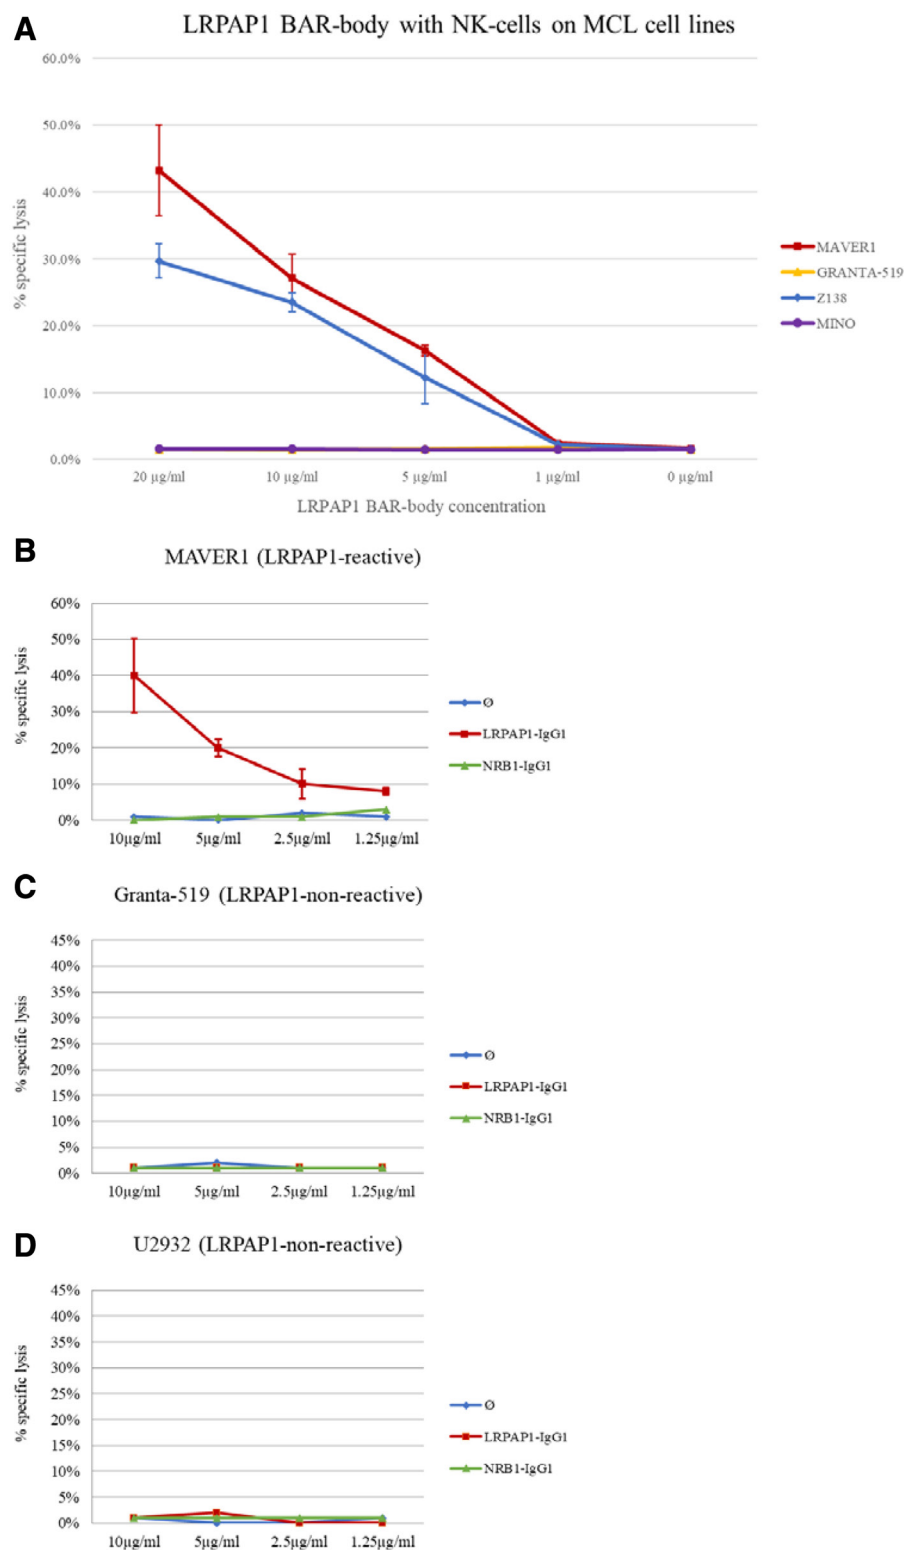 A
LRPAP1 BAR-body with NK-cells on MCL cell lines
60.0%
50.0%
40.0%
30.0%
20.0%
10.0%
0.0%
% specific lysis
20 µg/ml
10 µg/ml
5 µg/ml
1 µg/ml
0 µg/ml
LRPAP1 BAR-body concentration
MAVER1
GRANTA-519
Z138
MINO
B
MAVER1 (LRPAP1-reactive)
60%
50%
40%
30%
20%
10%
0%
% specific lysis
10µg/ml
5µg/ml
2.5µg/ml
1.25µg/ml
Ø
LRPAP1-IgG1
NRB1-IgG1
C
Granta-519 (LRPAP1-non-reactive)
45%
40%
35%
30%
25%
20%
15%
10%
5%
0%
% specific lysis
10µg/ml
5µg/ml
2.5µg/ml
1.25µg/ml
Ø
LRPAP1-IgG1
NRB1-IgG1
D
U2932 (LRPAP1-non-reactive)
45%
40%
35%
30%
25%
20%
15%
10%
5%
0%
% specific lysis
10µg/ml
5µg/ml
2.5µg/ml
1.25µg/ml
Ø
LRPAP1-IgG1
NRB1-IgG1